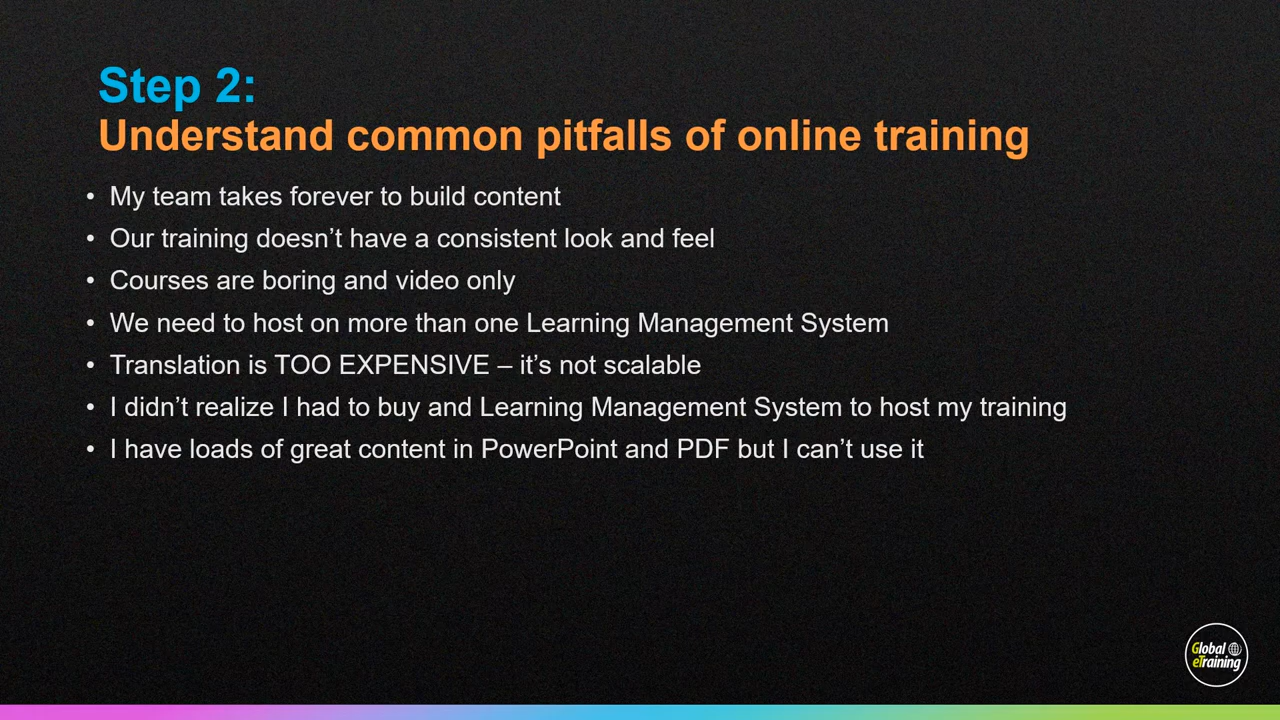 Step 2:
Understand common pitfalls of online training
• My team takes forever to build content
• Our training doesn’t have a consistent look and feel
• Courses are boring and video only
• We need to host on more than one Learning Management System
• Translation is TOO EXPENSIVE – it’s not scalable
• I didn’t realize I had to buy and Learning Management System to host my training
• I have loads of great content in PowerPoint and PDF but I can’t use it
Global
eTraining